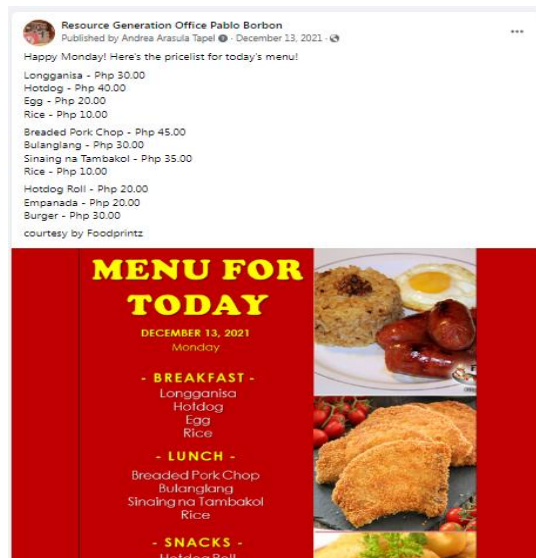 Resource Generation Office Pablo Borbon
Published by Andrea Arasula Tapel · December 13, 2021 ·
Happy Monday! Here's the pricelist for today's menu!
Longganisa - Php 30.00
Hotdog - Php 40.00
Egg - Php 20.00
Rice - Php 10.00
Breaded Pork Chop - Php 45.00
Bulanglang - Php 30.00
Sinaing na Tambakol - Php 35.00
Rice - Php 10.00
Hotdog Roll - Php 20.00
Empanada - Php 20.00
Burger - Php 30.00
courtesy by Foodprintz
MENU FOR
TODAY
DECEMBER 13, 2021
Monday
- BREAKFAST -
Longganisa
Hotdog
Egg
Rice
- LUNCH -
Breaded Pork Chop
Bulanglang
Sinaing na Tambakol
Rice
- SNACKS -
Hotdog Roll